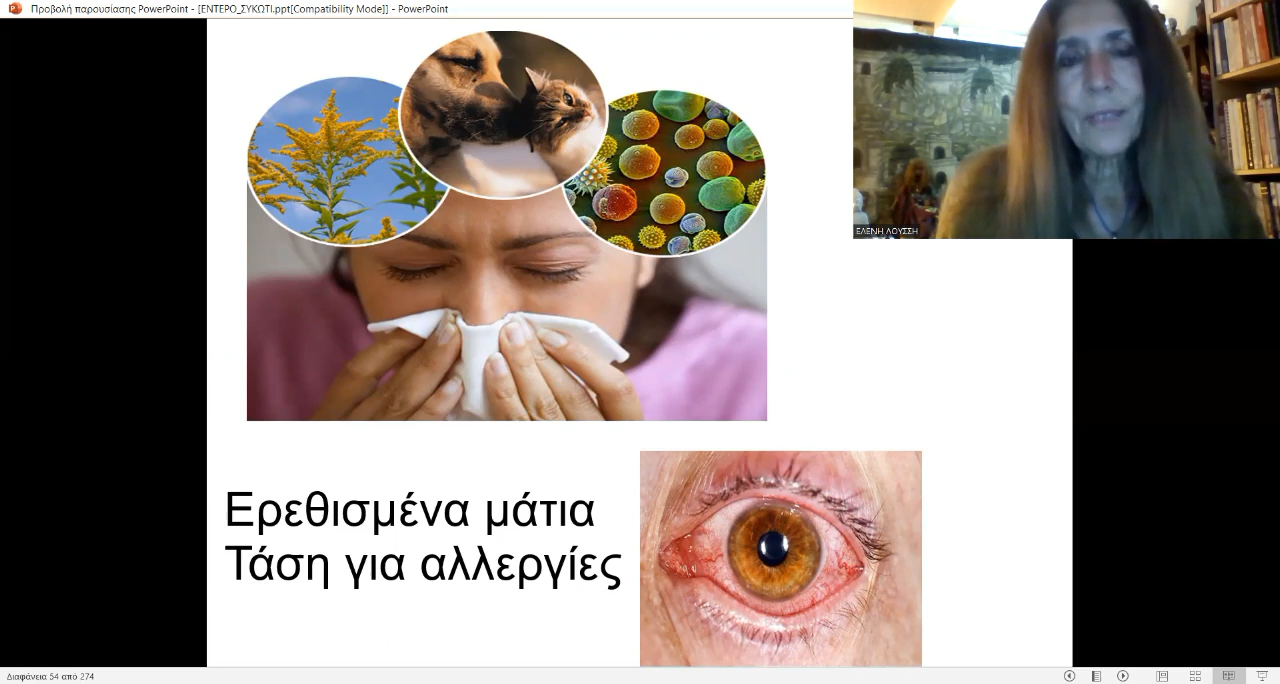 Προβολή παρουσίασης PowerPoint - [ΕΝΤΕΡΟ_ΣΥΚΩΤΙ.ppt[Compatibility Mode]] - PowerPoint
ΕΛΕΝΗ ΛΟΥΣΣΗ
Ερεθισμένα μάτια
Τάση για αλλεργίες
Διαφάνεια 54 από 274